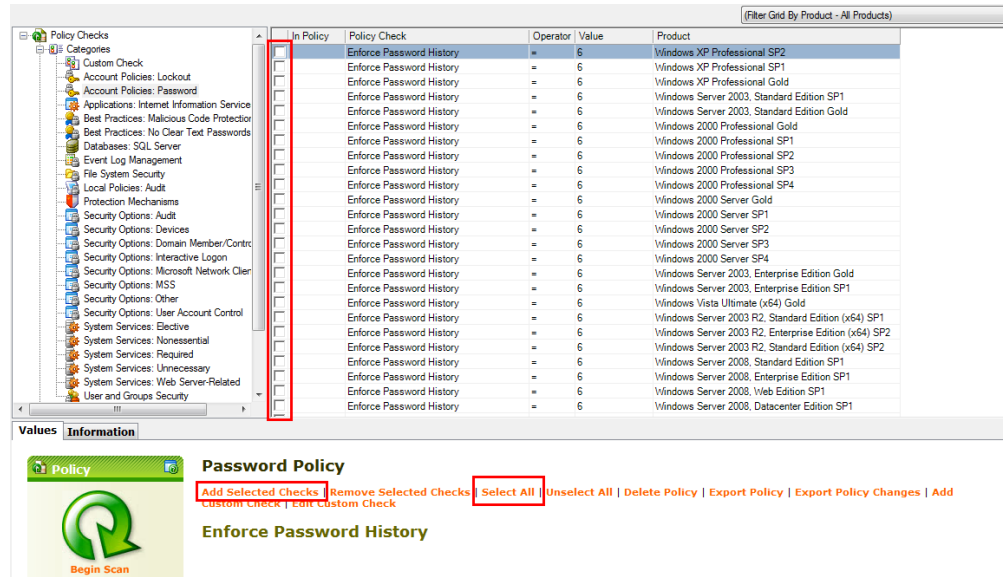 (Filter Grid By Product - All Products)
Policy Checks
Categories
Custom Check
Account Policies: Lockout
Account Policies: Password
Applications: Internet Information Service
Best Practices: Malicious Code Protection
Best Practices: No Clear Text Passwords
Databases: SQL Server
Event Log Management
File System Security
Local Policies: Audit
Protection Mechanisms
Security Options: Audit
Security Options: Devices
Security Options: Domain Member/Contro
Security Options: Interactive Logon
Security Options: Microsoft Network Clien
Security Options: MSS
Security Options: Other
Security Options: User Account Control
System Services: Elective
System Services: Nonessential
System Services: Required
System Services: Unnecessary
System Services: Web Server-Related
User and Groups Security
In Policy Policy Check Operator Value Product
Enforce Password History = 6 Windows XP Professional SP2
Enforce Password History = 6 Windows XP Professional SP1
Enforce Password History = 6 Windows XP Professional Gold
Enforce Password History = 6 Windows Server 2003, Standard Edition SP1
Enforce Password History = 6 Windows Server 2003, Standard Edition Gold
Enforce Password History = 6 Windows 2000 Professional Gold
Enforce Password History = 6 Windows 2000 Professional SP1
Enforce Password History = 6 Windows 2000 Professional SP2
Enforce Password History = 6 Windows 2000 Professional SP3
Enforce Password History = 6 Windows 2000 Professional SP4
Enforce Password History = 6 Windows 2000 Server Gold
Enforce Password History = 6 Windows 2000 Server SP1
Enforce Password History = 6 Windows 2000 Server SP2
Enforce Password History = 6 Windows 2000 Server SP3
Enforce Password History = 6 Windows 2000 Server SP4
Enforce Password History = 6 Windows Server 2003, Enterprise Edition Gold
Enforce Password History = 6 Windows Server 2003, Enterprise Edition SP1
Enforce Password History = 6 Windows Vista Ultimate (x64) Gold
Enforce Password History = 6 Windows Server 2003 R2, Standard Edition (x64) SP1
Enforce Password History = 6 Windows Server 2003 R2, Enterprise Edition (x64) SP2
Enforce Password History = 6 Windows Server 2003 R2, Standard Edition (x64) SP2
Enforce Password History = 6 Windows Server 2008, Standard Edition SP1
Enforce Password History = 6 Windows Server 2008, Enterprise Edition SP1
Enforce Password History = 6 Windows Server 2008, Web Edition SP1
Enforce Password History = 6 Windows Server 2008, Datacenter Edition SP1
Values Information
Policy
Begin Scan
Password Policy
Add Selected Checks | Remove Selected Checks | Select All | Unselect All | Delete Policy | Export Policy | Export Policy Changes | Add
Custom Check | Edit Custom Check
Enforce Password History